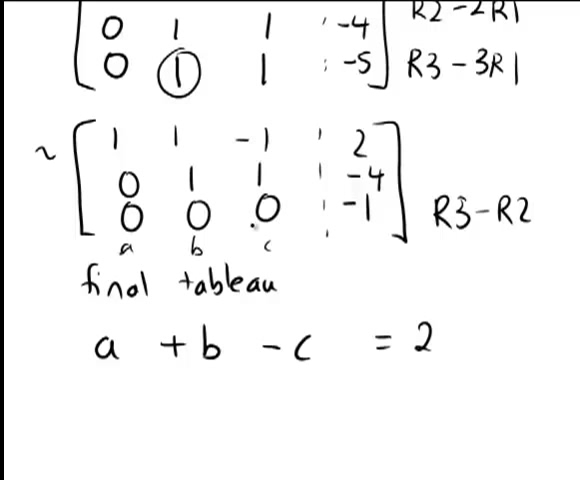 0 1 1 ¦ -4 R2-2R1
0 1 1 ¦ -5 R3-3R1
~ 1 1 -1 ¦ 2
0 1 1 ¦ -4
0 0 0 ¦ -1 R3-R2
a b c
final tableau
a + b - c = 2